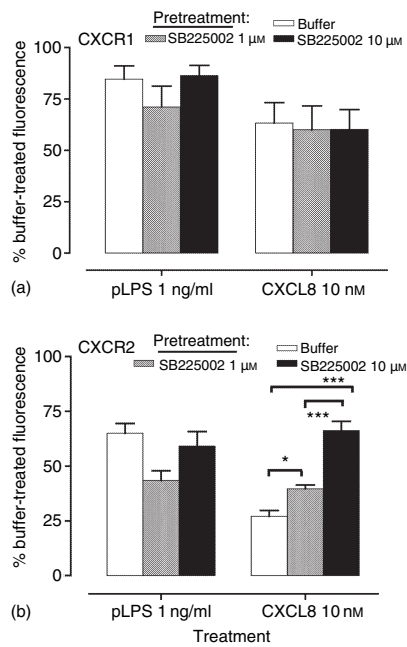 CXCR1
Pretreatment:
Buffer
SB225002 1 µM
SB225002 10 µM
% buffer-treated fluorescence
100
75
50
25
0
pLPS 1 ng/ml
CXCL8 10 nM
(a)
CXCR2
Pretreatment:
Buffer
SB225002 1 µM
SB225002 10 µM
% buffer-treated fluorescence
100
75
50
25
0
***
***
*
pLPS 1 ng/ml
CXCL8 10 nM
(b)
Treatment